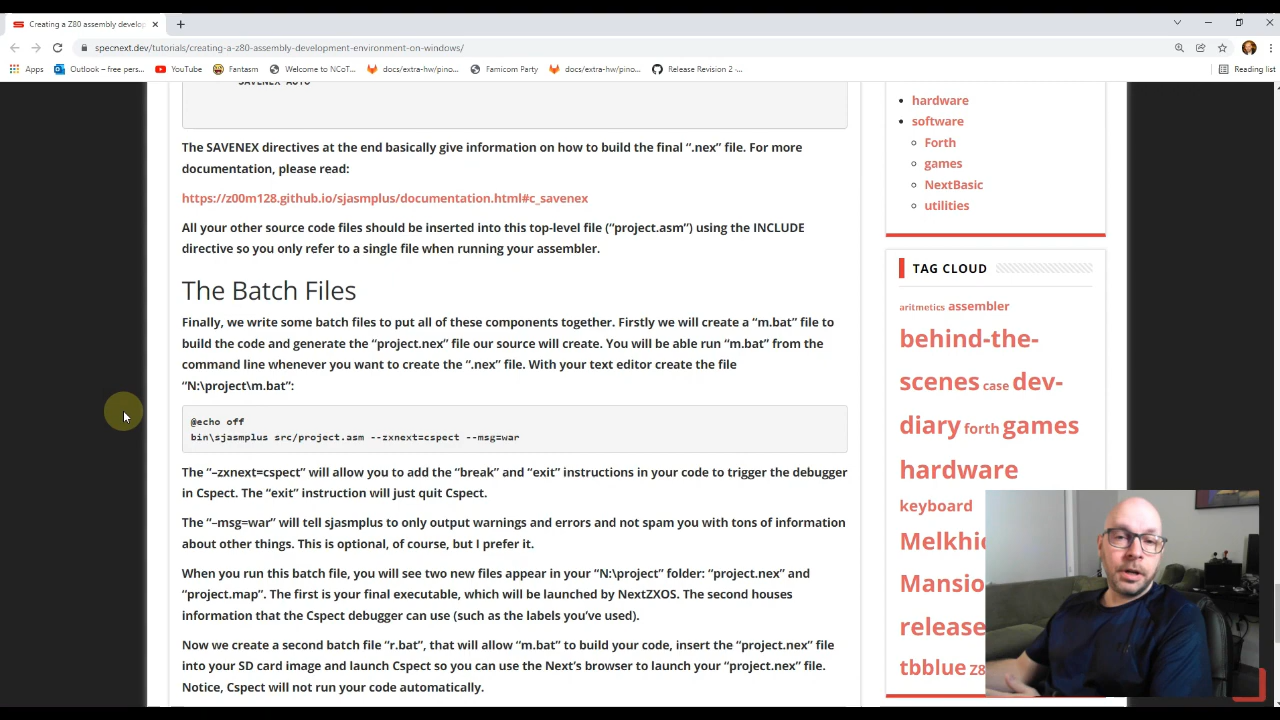 Creating a Z80 assembly develop
specnext.dev/tutorials/creating-a-z80-assembly-development-environment-on-windows/
Apps
Outlook – free pers...
YouTube
Fantasm
Welcome to NCoT...
docs/extra-hw/pino...
Famicom Party
docs/extra-hw/pino...
Release Revision 2 -...
Reading list
SAVENEX AUTO
The SAVENEX directives at the end basically give information on how to build the final “.nex” file. For more
documentation, please read:
https://z00m128.github.io/sjasmplus/documentation.html#c_savenex
All your other source code files should be inserted into this top-level file (“project.asm”) using the INCLUDE
directive so you only refer to a single file when running your assembler.
The Batch Files
Finally, we write some batch files to put all of these components together. Firstly we will create a “m.bat” file to
build the code and generate the “project.nex” file our source will create. You will be able run “m.bat” from the
command line whenever you want to create the “.nex” file. With your text editor create the file
“N:\project\m.bat”:
@echo off
bin\sjasmplus src/project.asm --zxnext=cspect --msg=war
The “–zxnext=cspect” will allow you to add the “break” and “exit” instructions in your code to trigger the debugger
in Cspect. The “exit” instruction will just quit Cspect.
The “–msg=war” will tell sjasmplus to only output warnings and errors and not spam you with tons of information
about other things. This is optional, of course, but I prefer it.
When you run this batch file, you will see two new files appear in your “N:\project” folder: “project.nex” and
“project.map”. The first is your final executable, which will be launched by NextZXOS. The second houses
information that the Cspect debugger can use (such as the labels you’ve used).
Now we create a second batch file “r.bat”, that will allow “m.bat” to build your code, insert the “project.nex” file
into your SD card image and launch Cspect so you can use the Next’s browser to launch your “project.nex” file.
Notice, Cspect will not run your code automatically.
hardware
software
Forth
games
NextBasic
utilities
TAG CLOUD
aritmetics assembler
behind-the-
scenes case dev-
diary forth games
hardware
keyboard
Melkhi
Mansio
release
tbblue Z8